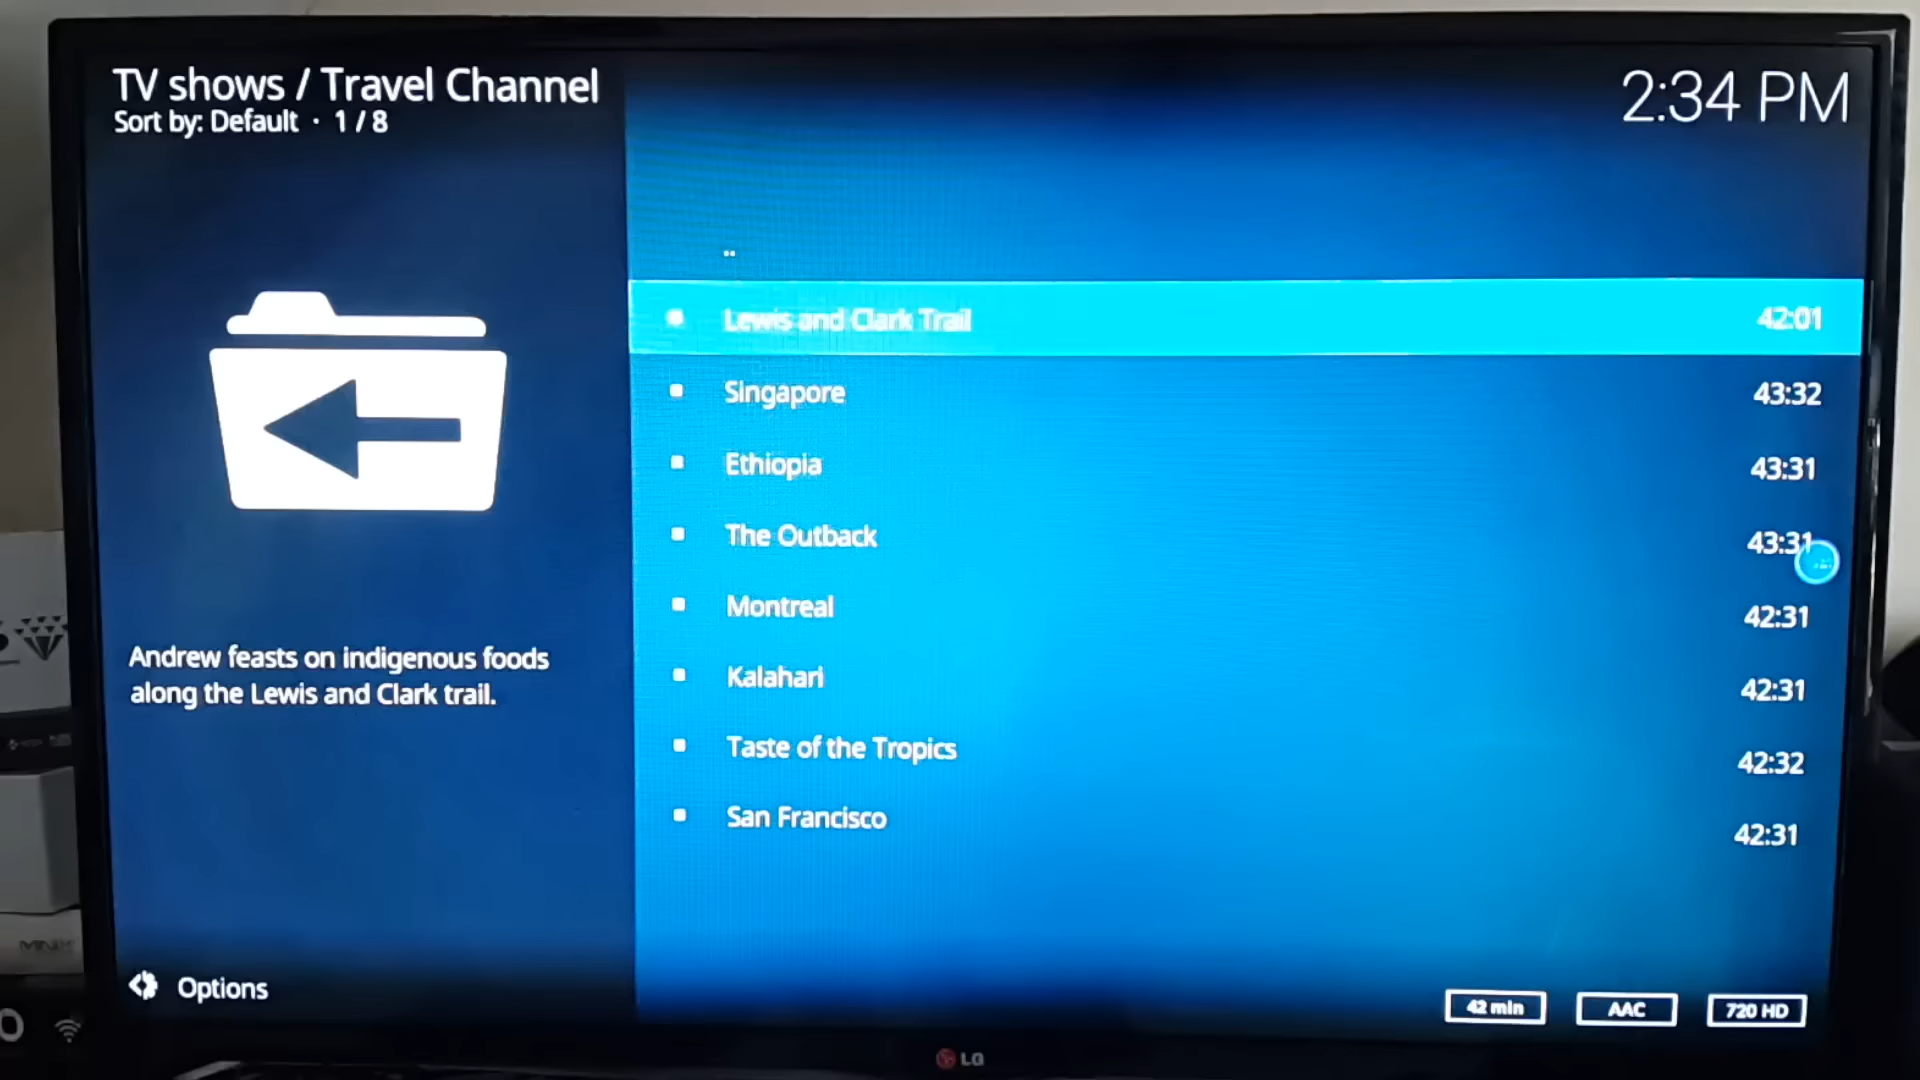 TV shows / Travel Channel
Sort by: Default · 1 / 8
2:34 PM
..
Lewis and Clark Trail 42:01
Singapore 43:32
Ethiopia 43:31
The Outback 43:31
Montreal 42:31
Kalahari 42:31
Taste of the Tropics 42:32
San Francisco 42:31
Andrew feasts on indigenous foods
along the Lewis and Clark trail.
Options
42 min AAC 720 HD
LG
MINIX